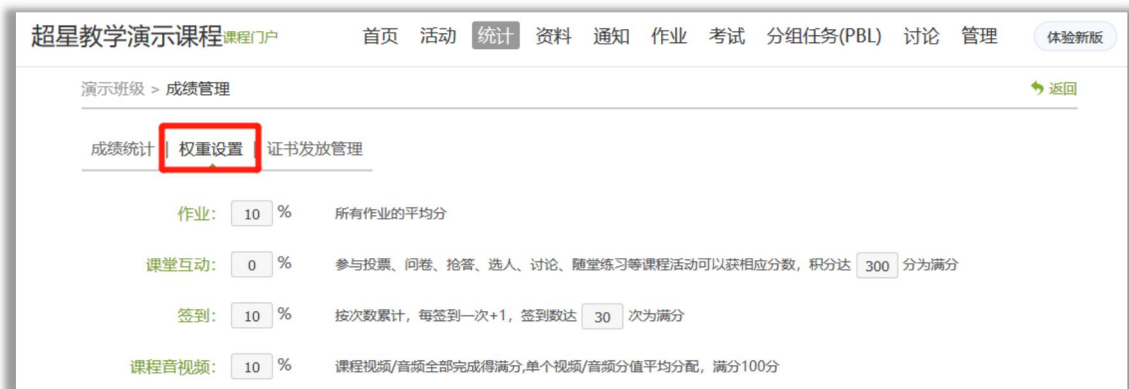 超星教学演示课程课程门户 首页 活动 统计 资料 通知 作业 考试 分组任务(PBL) 讨论 管理 体验新版
演示班级 > 成绩管理 返回
成绩统计 | 权重设置 | 证书发放管理
作业: 10 % 所有作业的平均分
课堂互动: 0 % 参与投票、问卷、抢答、选人、讨论、随堂练习等课程活动可以获相应分数，积分达 300 分为满分
签到: 10 % 按次数累计，每签到一次+1，签到数达 30 次为满分
课程音视频: 10 % 课程视频/音频全部完成得满分,单个视频/音频分值平均分配，满分100分